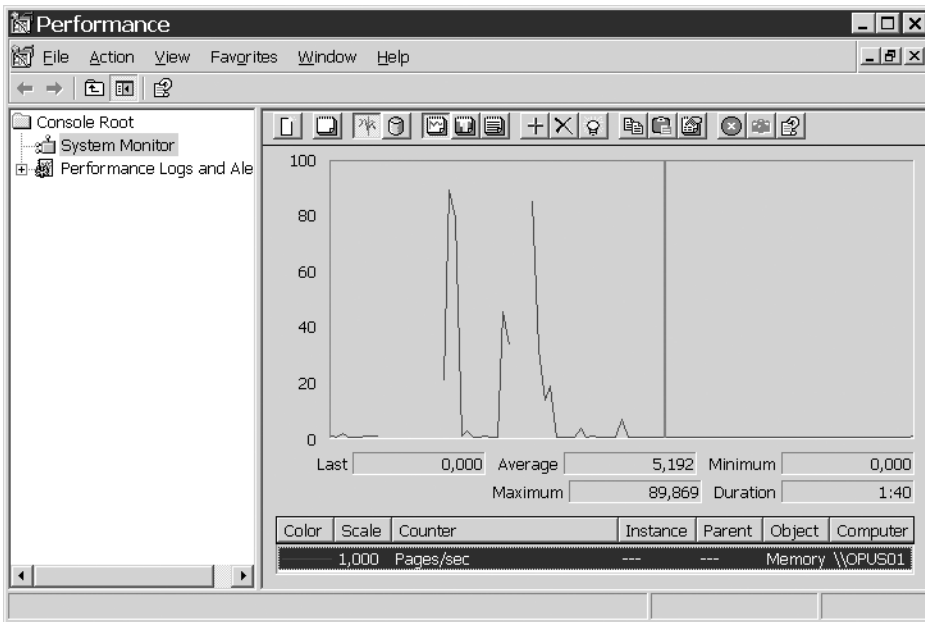 Performance
File Action View Favorites Window Help
Console Root
System Monitor
Performance Logs and Ale
100
80
60
40
20
0
Last 0,000 Average 5,192 Minimum 0,000
Maximum 89,869 Duration 1:40
Color Scale Counter Instance Parent Object Computer
1,000 Pages/sec --- --- Memory \\OPUS01